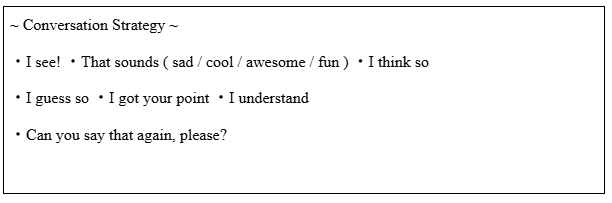 ~ Conversation Strategy ~
・I see! ・That sounds ( sad / cool / awesome / fun ) ・I think so
・I guess so ・I got your point ・I understand
・Can you say that again, please?